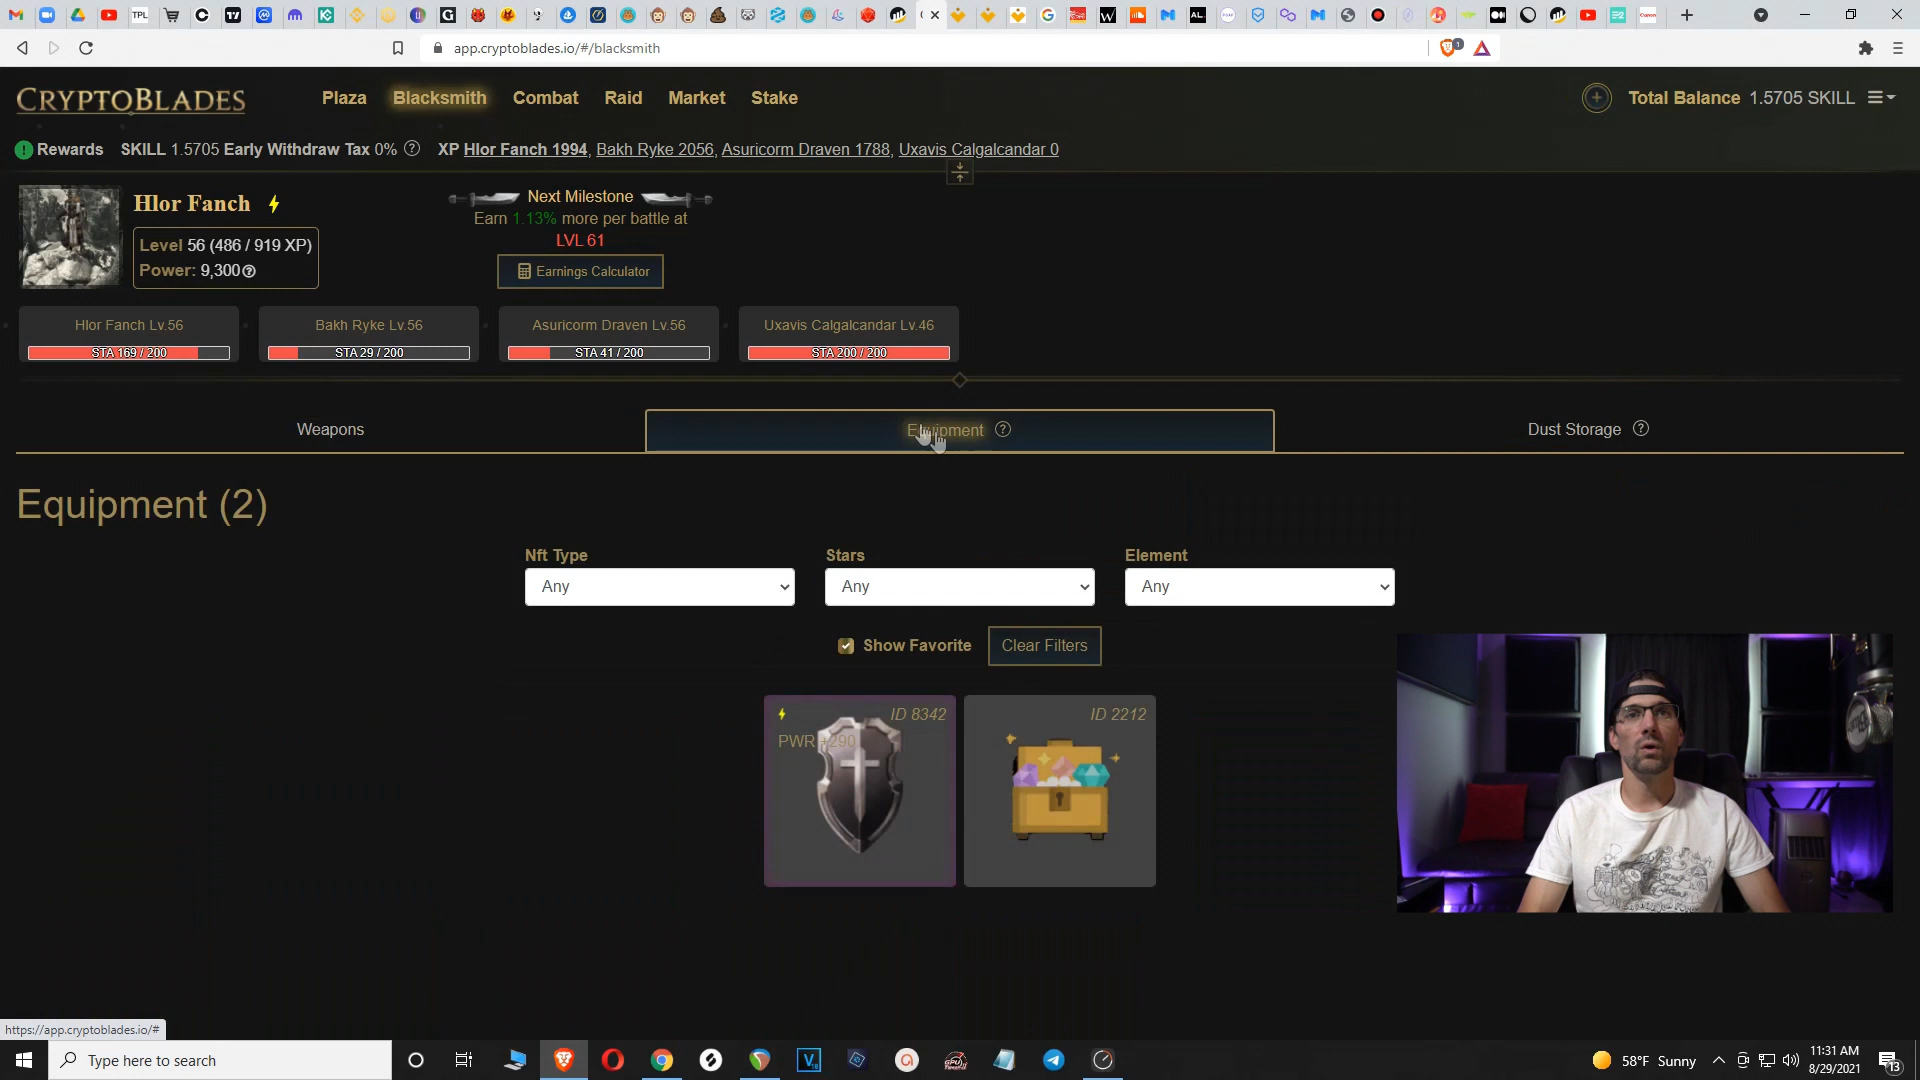 TPL
app.cryptoblades.io/#/blacksmith
1
CRYPTOBLADES
Plaza
Blacksmith
Combat
Raid
Market
Stake
Total Balance 1.5705 SKILL
Rewards SKILL 1.5705 Early Withdraw Tax 0% ? XP Hlor Fanch 1994, Bakh Ryke 2056, Asuricorm Draven 1788, Uxavis Calgalcandar 0
Hlor Fanch
Level 56 (486 / 919 XP)
Power: 9,300?
Next Milestone
Earn 1.13% more per battle at
LVL 61
Earnings Calculator
Hlor Fanch Lv.56
STA 169 / 200
Bakh Ryke Lv.56
STA 29 / 200
Asuricorm Draven Lv.56
STA 41 / 200
Uxavis Calgalcandar Lv.46
STA 200 / 200
Weapons
Equipment ?
Dust Storage ?
Equipment (2)
Nft Type
Any
Stars
Any
Element
Any
Show Favorite
Clear Filters
ID 8342
PWR +290
ID 2212
https://app.cryptoblades.io/#
Type here to search
58°F Sunny
11:31 AM
8/29/2021
13